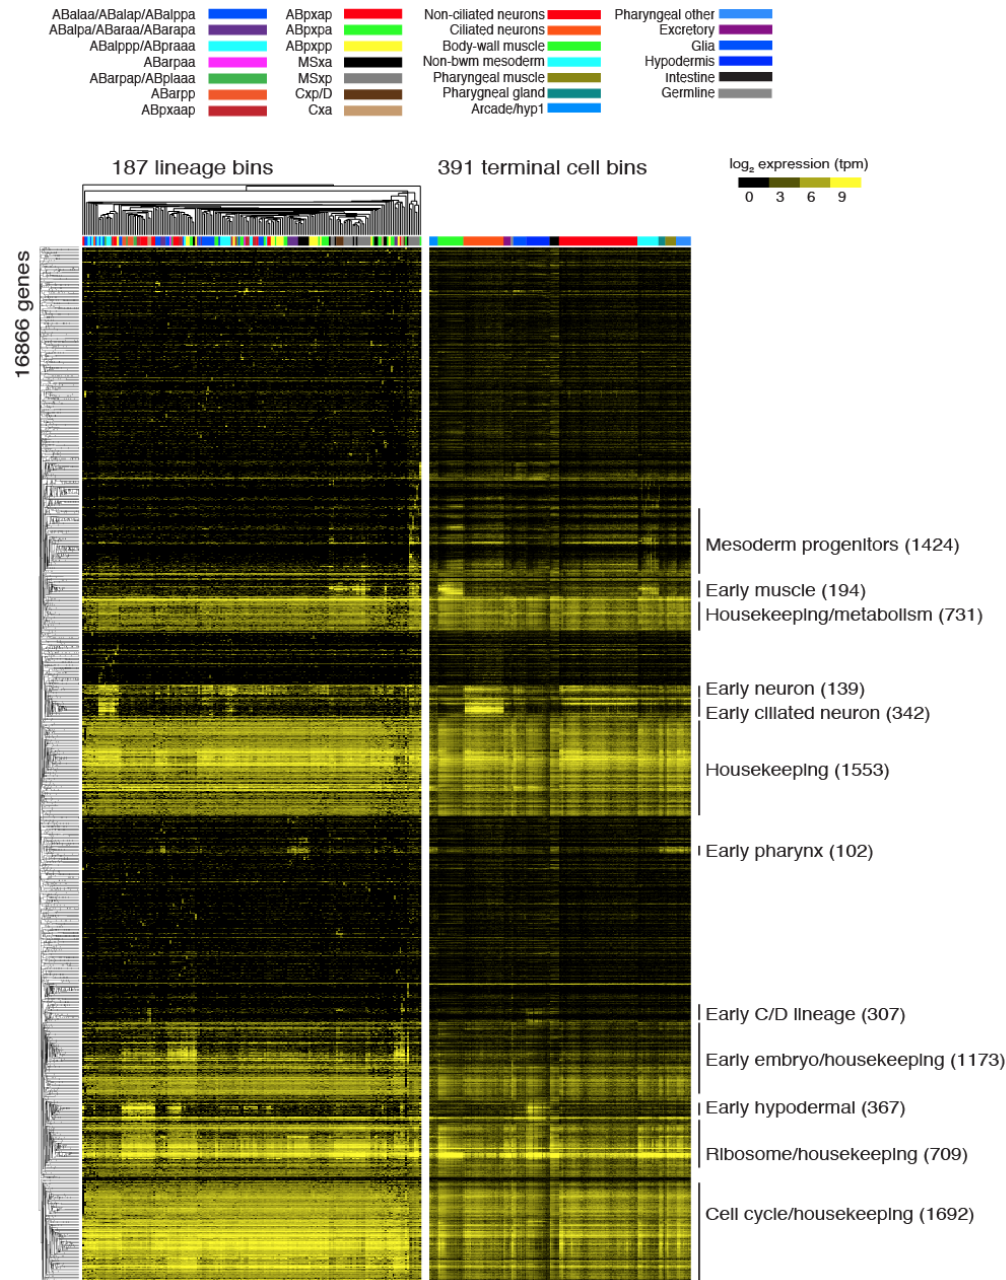 ABalaa/ABalap/ABalppa
ABalpa/ABaraa/ABarapa
ABalppp/ABpraaa
ABarpaa
ABarpap/ABplaaa
ABarpp
ABpxaap
ABpxap
ABpxpa
ABpxpp
MSxa
MSxp
Cxp/D
Cxa
Non-ciliated neurons
Ciliated neurons
Body-wall muscle
Non-bwm mesoderm
Pharyngeal muscle
Pharygneal gland
Arcade/hyp1
Pharyngeal other
Excretory
Glia
Hypodermis
Intestine
Germline
187 lineage bins
391 terminal cell bins
log2 expression (tpm)
0 3 6 9
16866 genes
Mesoderm progenitors (1424)
Early muscle (194)
Housekeeping/metabolism (731)
Early neuron (139)
Early ciliated neuron (342)
Housekeeping (1553)
Early pharynx (102)
Early C/D lineage (307)
Early embryo/housekeeping (1173)
Early hypodermal (367)
Ribosome/housekeeping (709)
Cell cycle/housekeeping (1692)